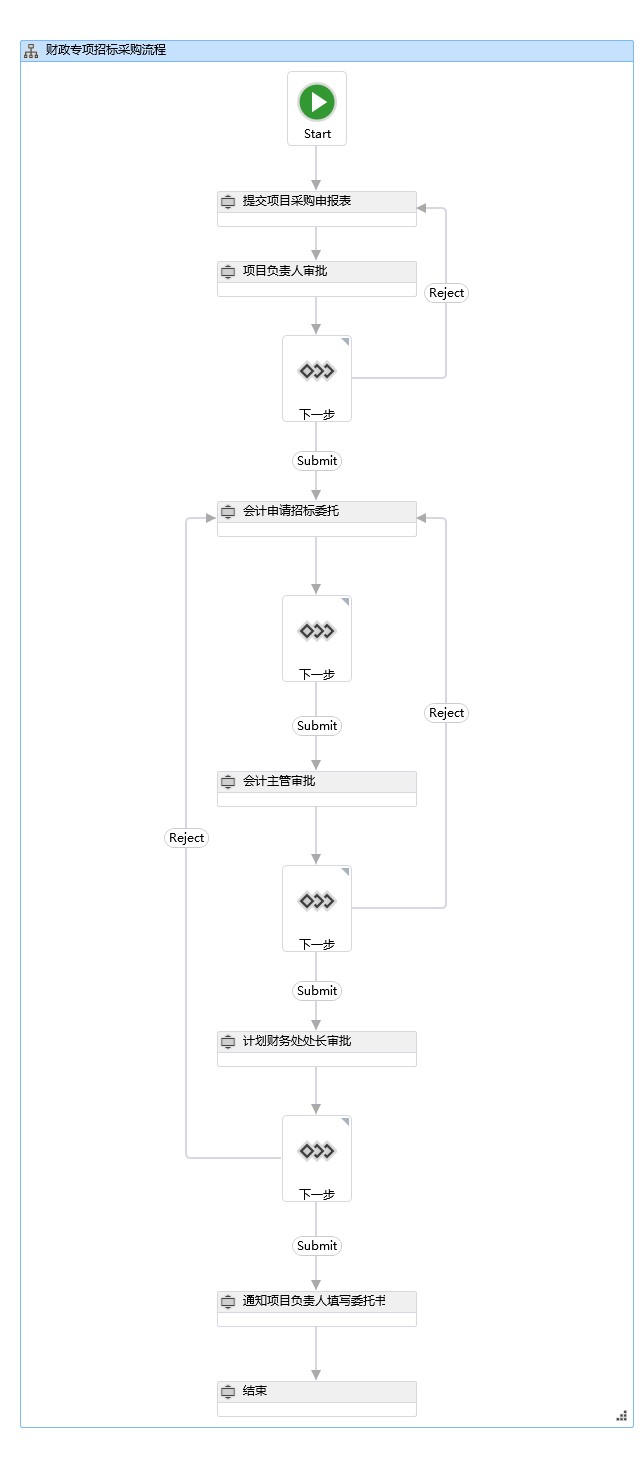 财政专项招标采购流程
Start
提交项目采购申报表
项目负责人审批
Reject
下一步
Submit
会计申请招标委托
下一步
Reject
Submit
会计主管审批
Reject
下一步
Submit
计划财务处处长审批
下一步
Submit
通知项目负责人填写委托书
结束